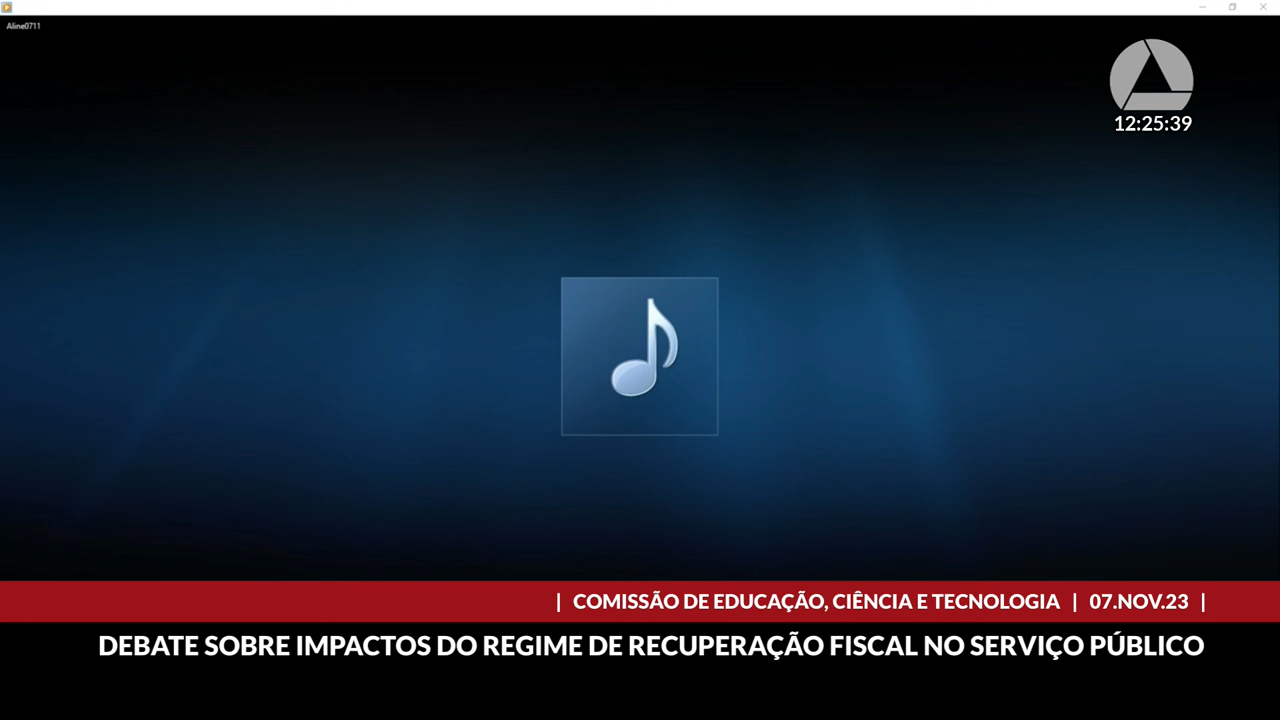 Aline0711
12:25:39
| COMISSÃO DE EDUCAÇÃO, CIÊNCIA E TECNOLOGIA | 07.NOV.23 |
DEBATE SOBRE IMPACTOS DO REGIME DE RECUPERAÇÃO FISCAL NO SERVIÇO PÚBLICO